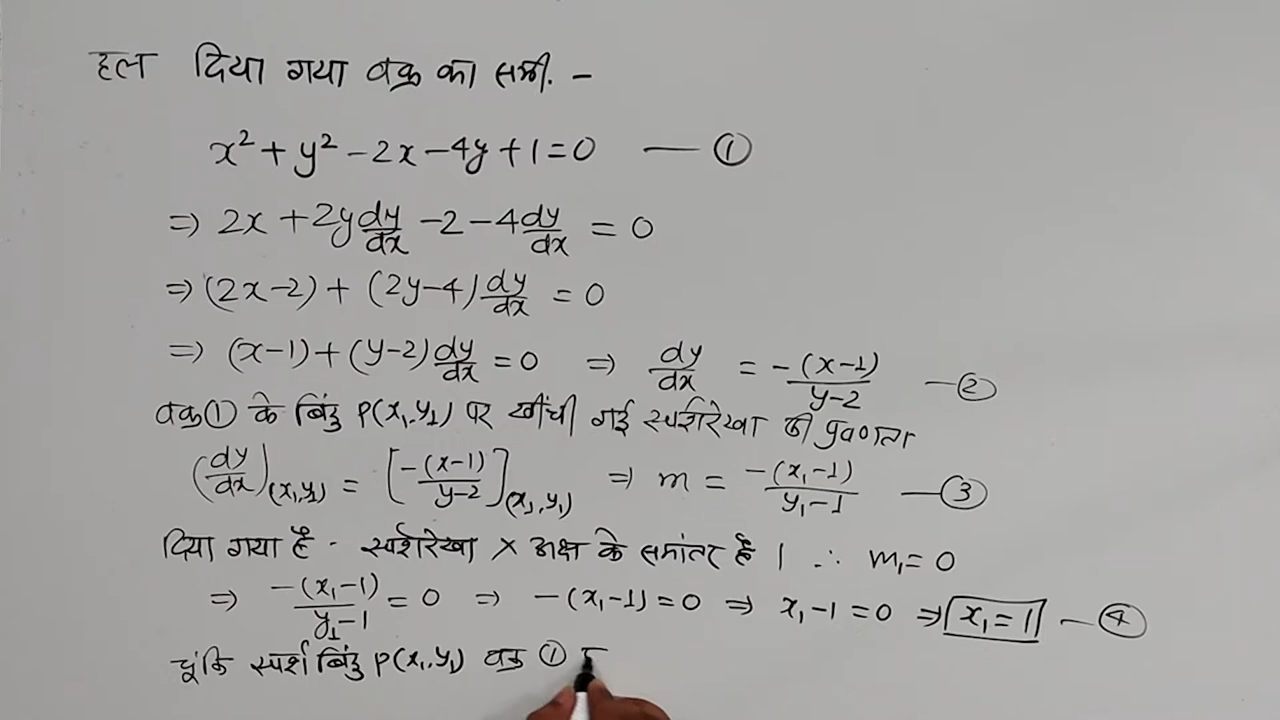 हल दिया गया वक्र का समी. -
x² + y² - 2x - 4y + 1 = 0 — ①
⇒ 2x + 2y dy/dx - 2 - 4 dy/dx = 0
⇒ (2x-2) + (2y-4) dy/dx = 0
⇒ (x-1) + (y-2) dy/dx = 0 ⇒ dy/dx = -(x-1)/y-2 — ②
वक्र ① के बिंदु P(x₁,y₁) पर खींची गई स्पर्शरेखा की प्रवणता
(dy/dx)(x₁,y₁) = [-(x-1)/y-2](x₁,y₁) ⇒ m = -(x₁-1)/y₁-1 — ③
दिया गया है - स्पर्शरेखा x अक्ष के समांतर है । ∴ m₁ = 0
⇒ -(x₁-1)/y₁-1 = 0 ⇒ -(x₁-1) = 0 ⇒ x₁-1 = 0 ⇒ x₁ = 1 — ④
चूंकि स्पर्श बिंदु P(x₁,y₁) वक्र ①